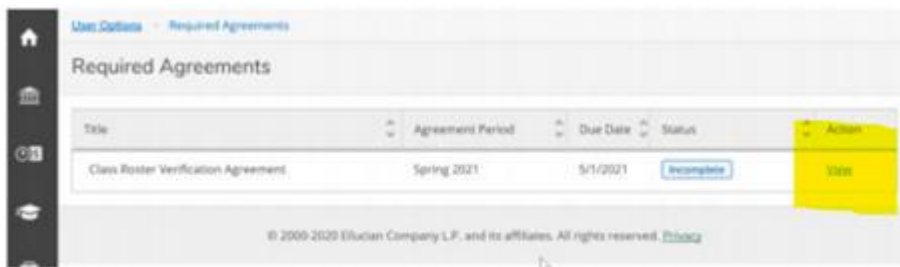 User Options Required Agreements
Required Agreements
Title Agreement Period Due Date Status Action
Class Roster Verification Agreement Spring 2021 5/1/2021 Incomplete View
© 2000-2020 Ellucian Company L.P. and its affiliates. All rights reserved. Privacy